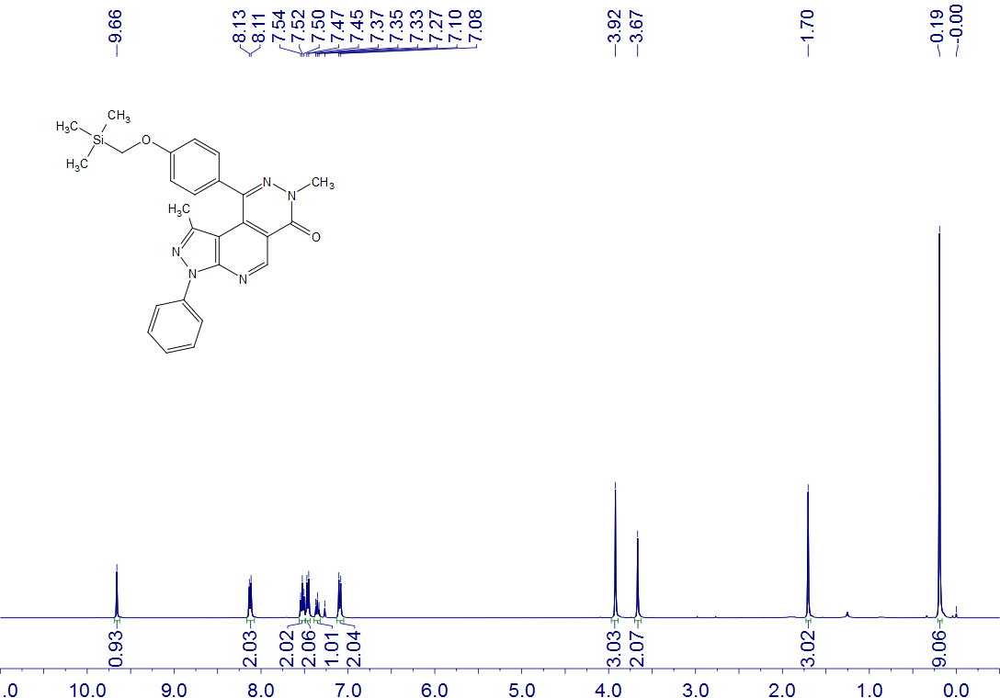 9.66
8.13
8.11
7.54
7.52
7.50
7.47
7.45
7.37
7.35
7.33
7.27
7.10
7.08
3.92
3.67
1.70
0.19
-0.00
H3C
CH3
Si
O
H3C
N
CH3
N
H3C
O
N
N
N
0.93
2.03
2.02
2.06
1.01
2.04
3.03
2.07
3.02
9.06
.0 10.0 9.0 8.0 7.0 6.0 5.0 4.0 3.0 2.0 1.0 0.0